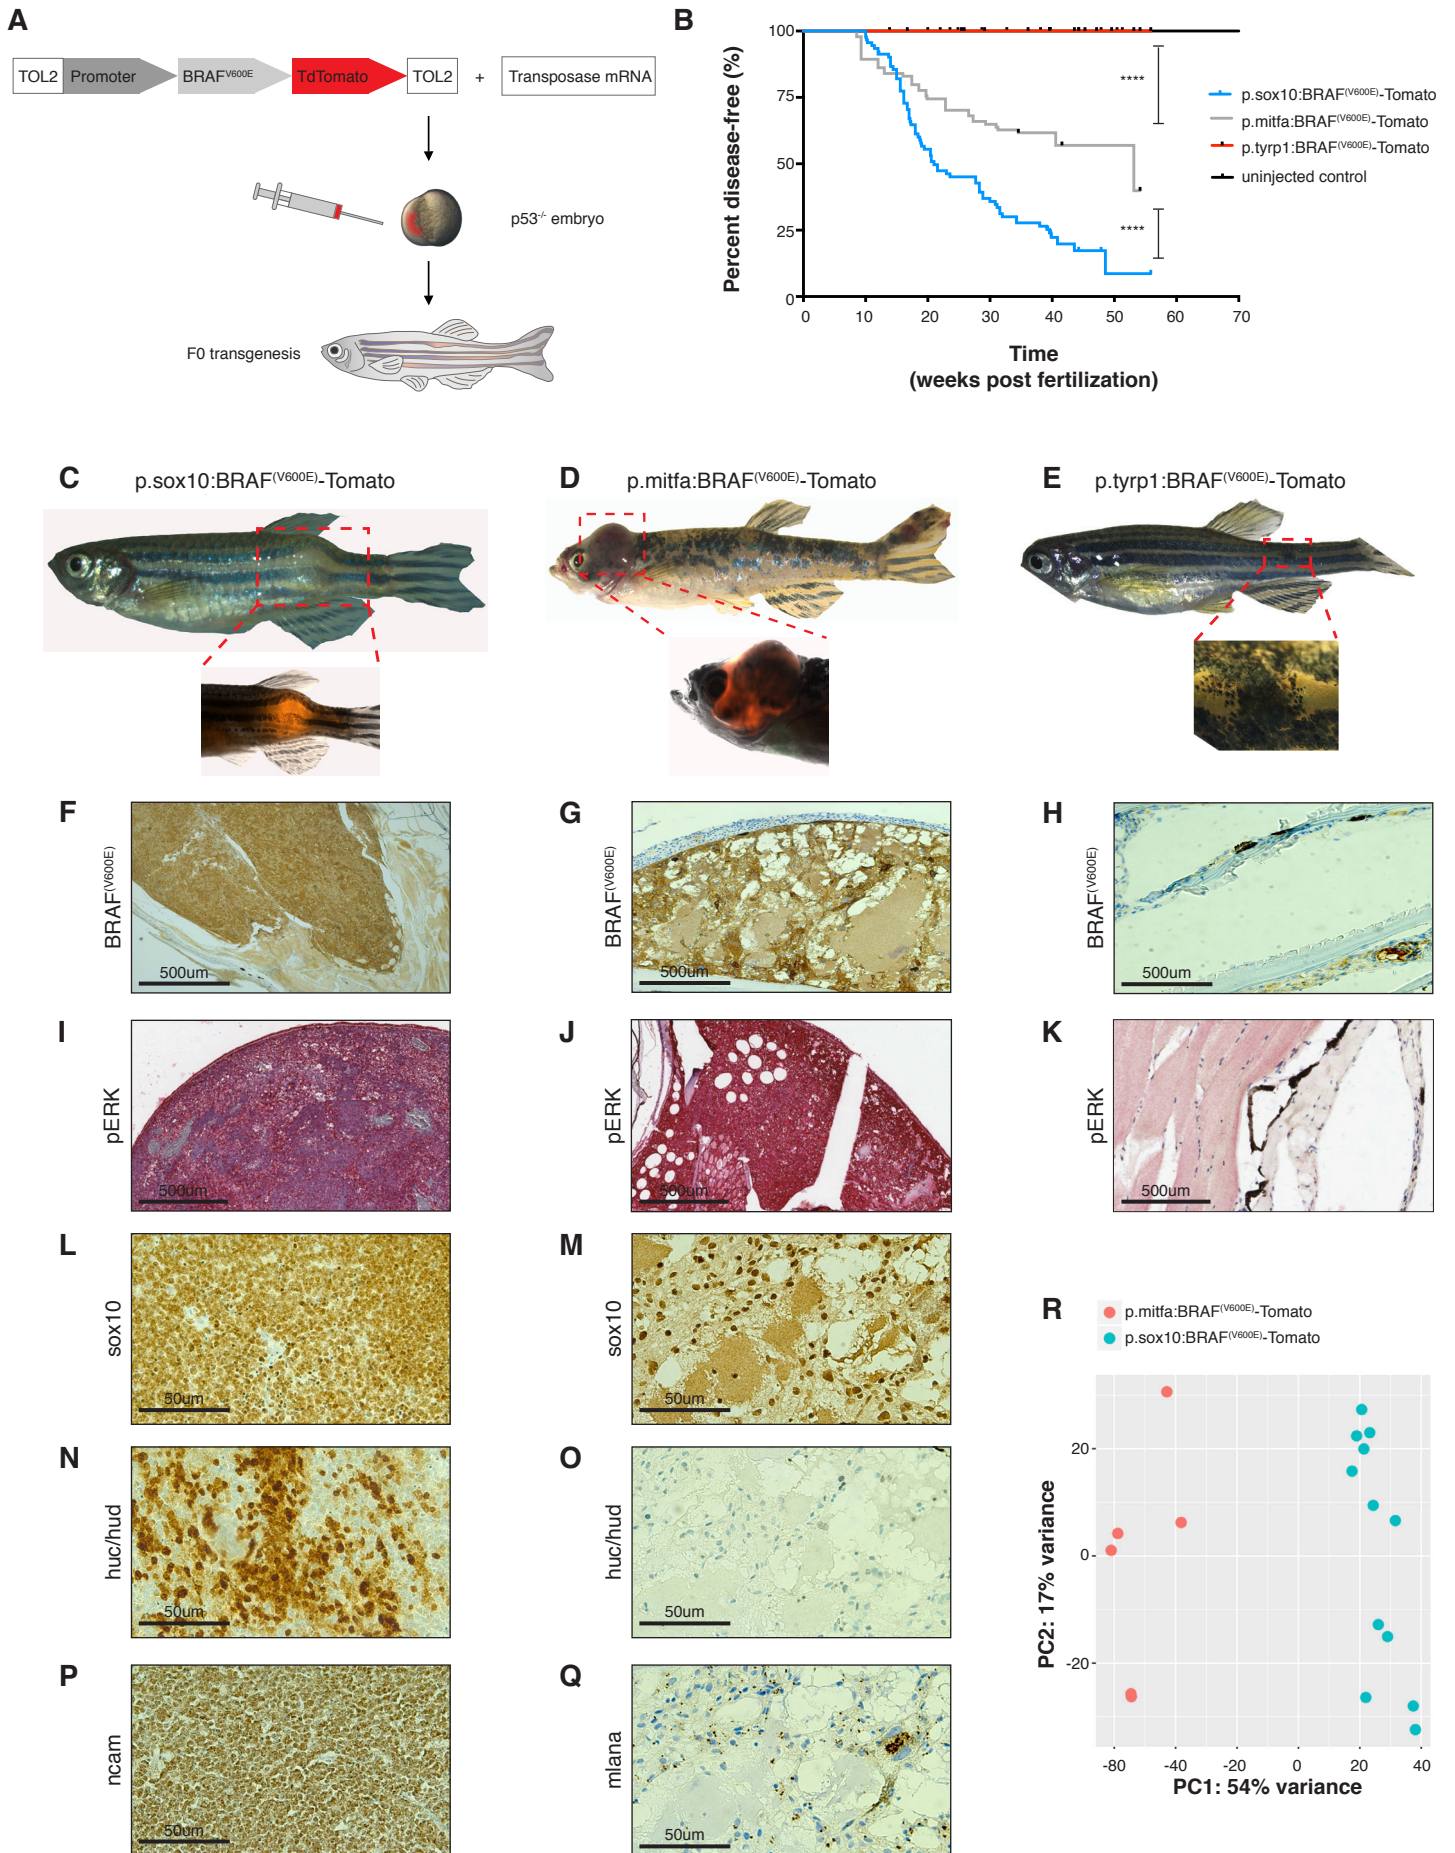 A
TOL2 Promoter BRAFV600E TdTomato TOL2 + Transposase mRNA
p53-/- embryo
F0 transgenesis
B
Percent disease-free (%)
100
75
50
25
0
0 10 20 30 40 50 60 70
Time
(weeks post fertilization)
****
****
p.sox10:BRAF(V600E)-Tomato
p.mitfa:BRAF(V600E)-Tomato
p.tyrp1:BRAF(V600E)-Tomato
uninjected control
C p.sox10:BRAF(V600E)-Tomato
D p.mitfa:BRAF(V600E)-Tomato
E p.tyrp1:BRAF(V600E)-Tomato
F BRAF(V600E) 500um
G BRAF(V600E) 500um
H BRAF(V600E) 500um
I pERK 500um
J pERK 500um
K pERK 500um
L sox10 50um
M sox10 50um
N huc/hud 50um
O huc/hud 50um
P ncam 50um
Q mlana 50um
R
p.mitfa:BRAF(V600E)-Tomato
p.sox10:BRAF(V600E)-Tomato
PC2: 17% variance
20
0
-20
-80 -60 -40 -20 0 20 40
PC1: 54% variance